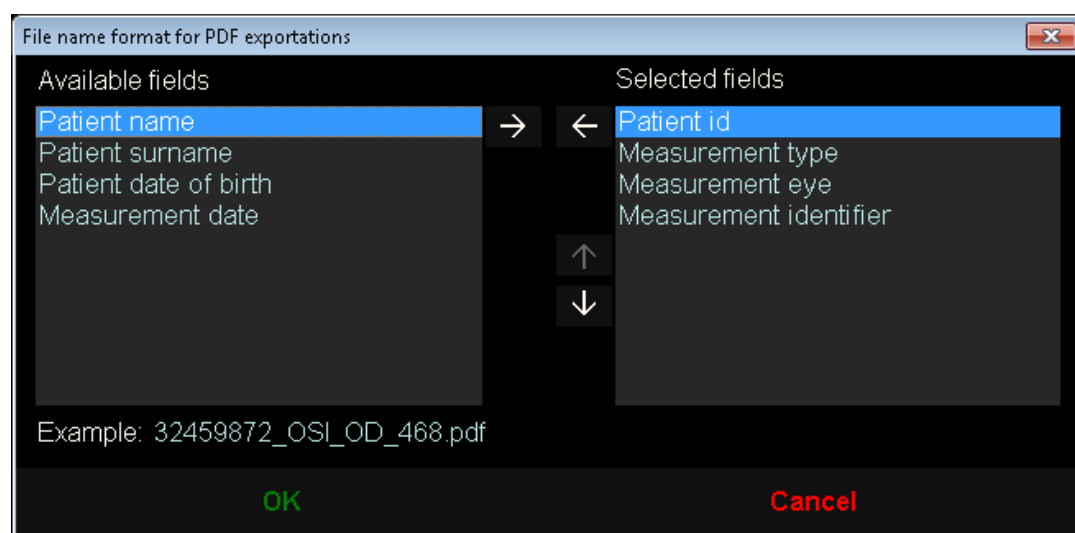 File name format for PDF exportations
Available fields
Selected fields
Patient name
Patient surname
Patient date of birth
Measurement date
Patient id
Measurement type
Measurement eye
Measurement identifier
Example: 32459872_OSI_OD_468.pdf
OK
Cancel